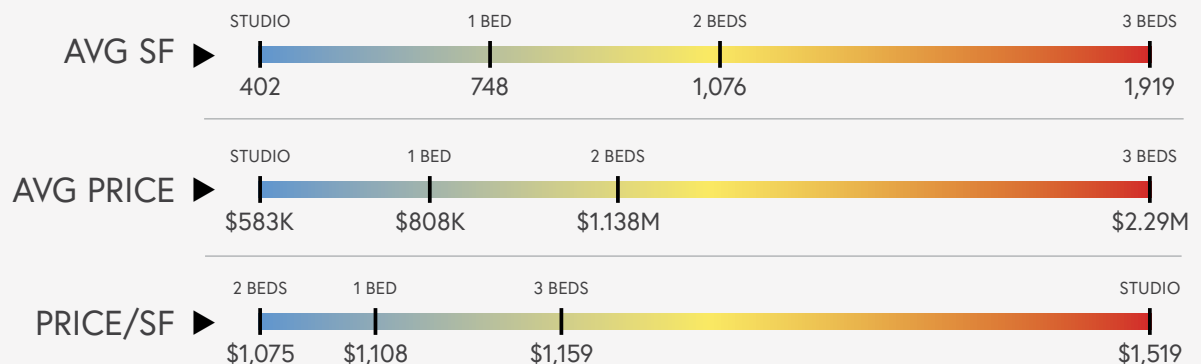 STUDIO 1 BED 2 BEDS 3 BEDS
AVG SF
402 748 1,076 1,919
STUDIO 1 BED 2 BEDS 3 BEDS
AVG PRICE
$583K $808K $1.138M $2.29M
2 BEDS 1 BED 3 BEDS STUDIO
PRICE/SF
$1,075 $1,108 $1,159 $1,519